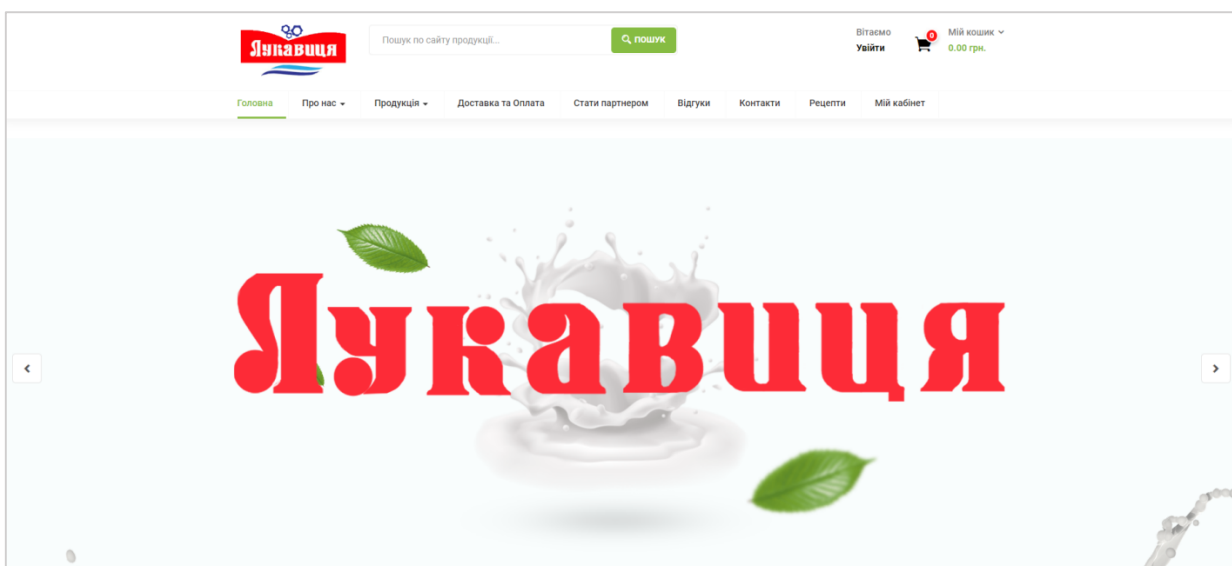 Лукавиця
Пошук по сайту продукції...
ПОШУК
Вітаємо
Увійти
0
Мій кошик
0.00 грн.
Головна Про нас Продукція Доставка та Оплата Стати партнером Відгуки Контакти Рецепти Мій кабінет
Лукавиця